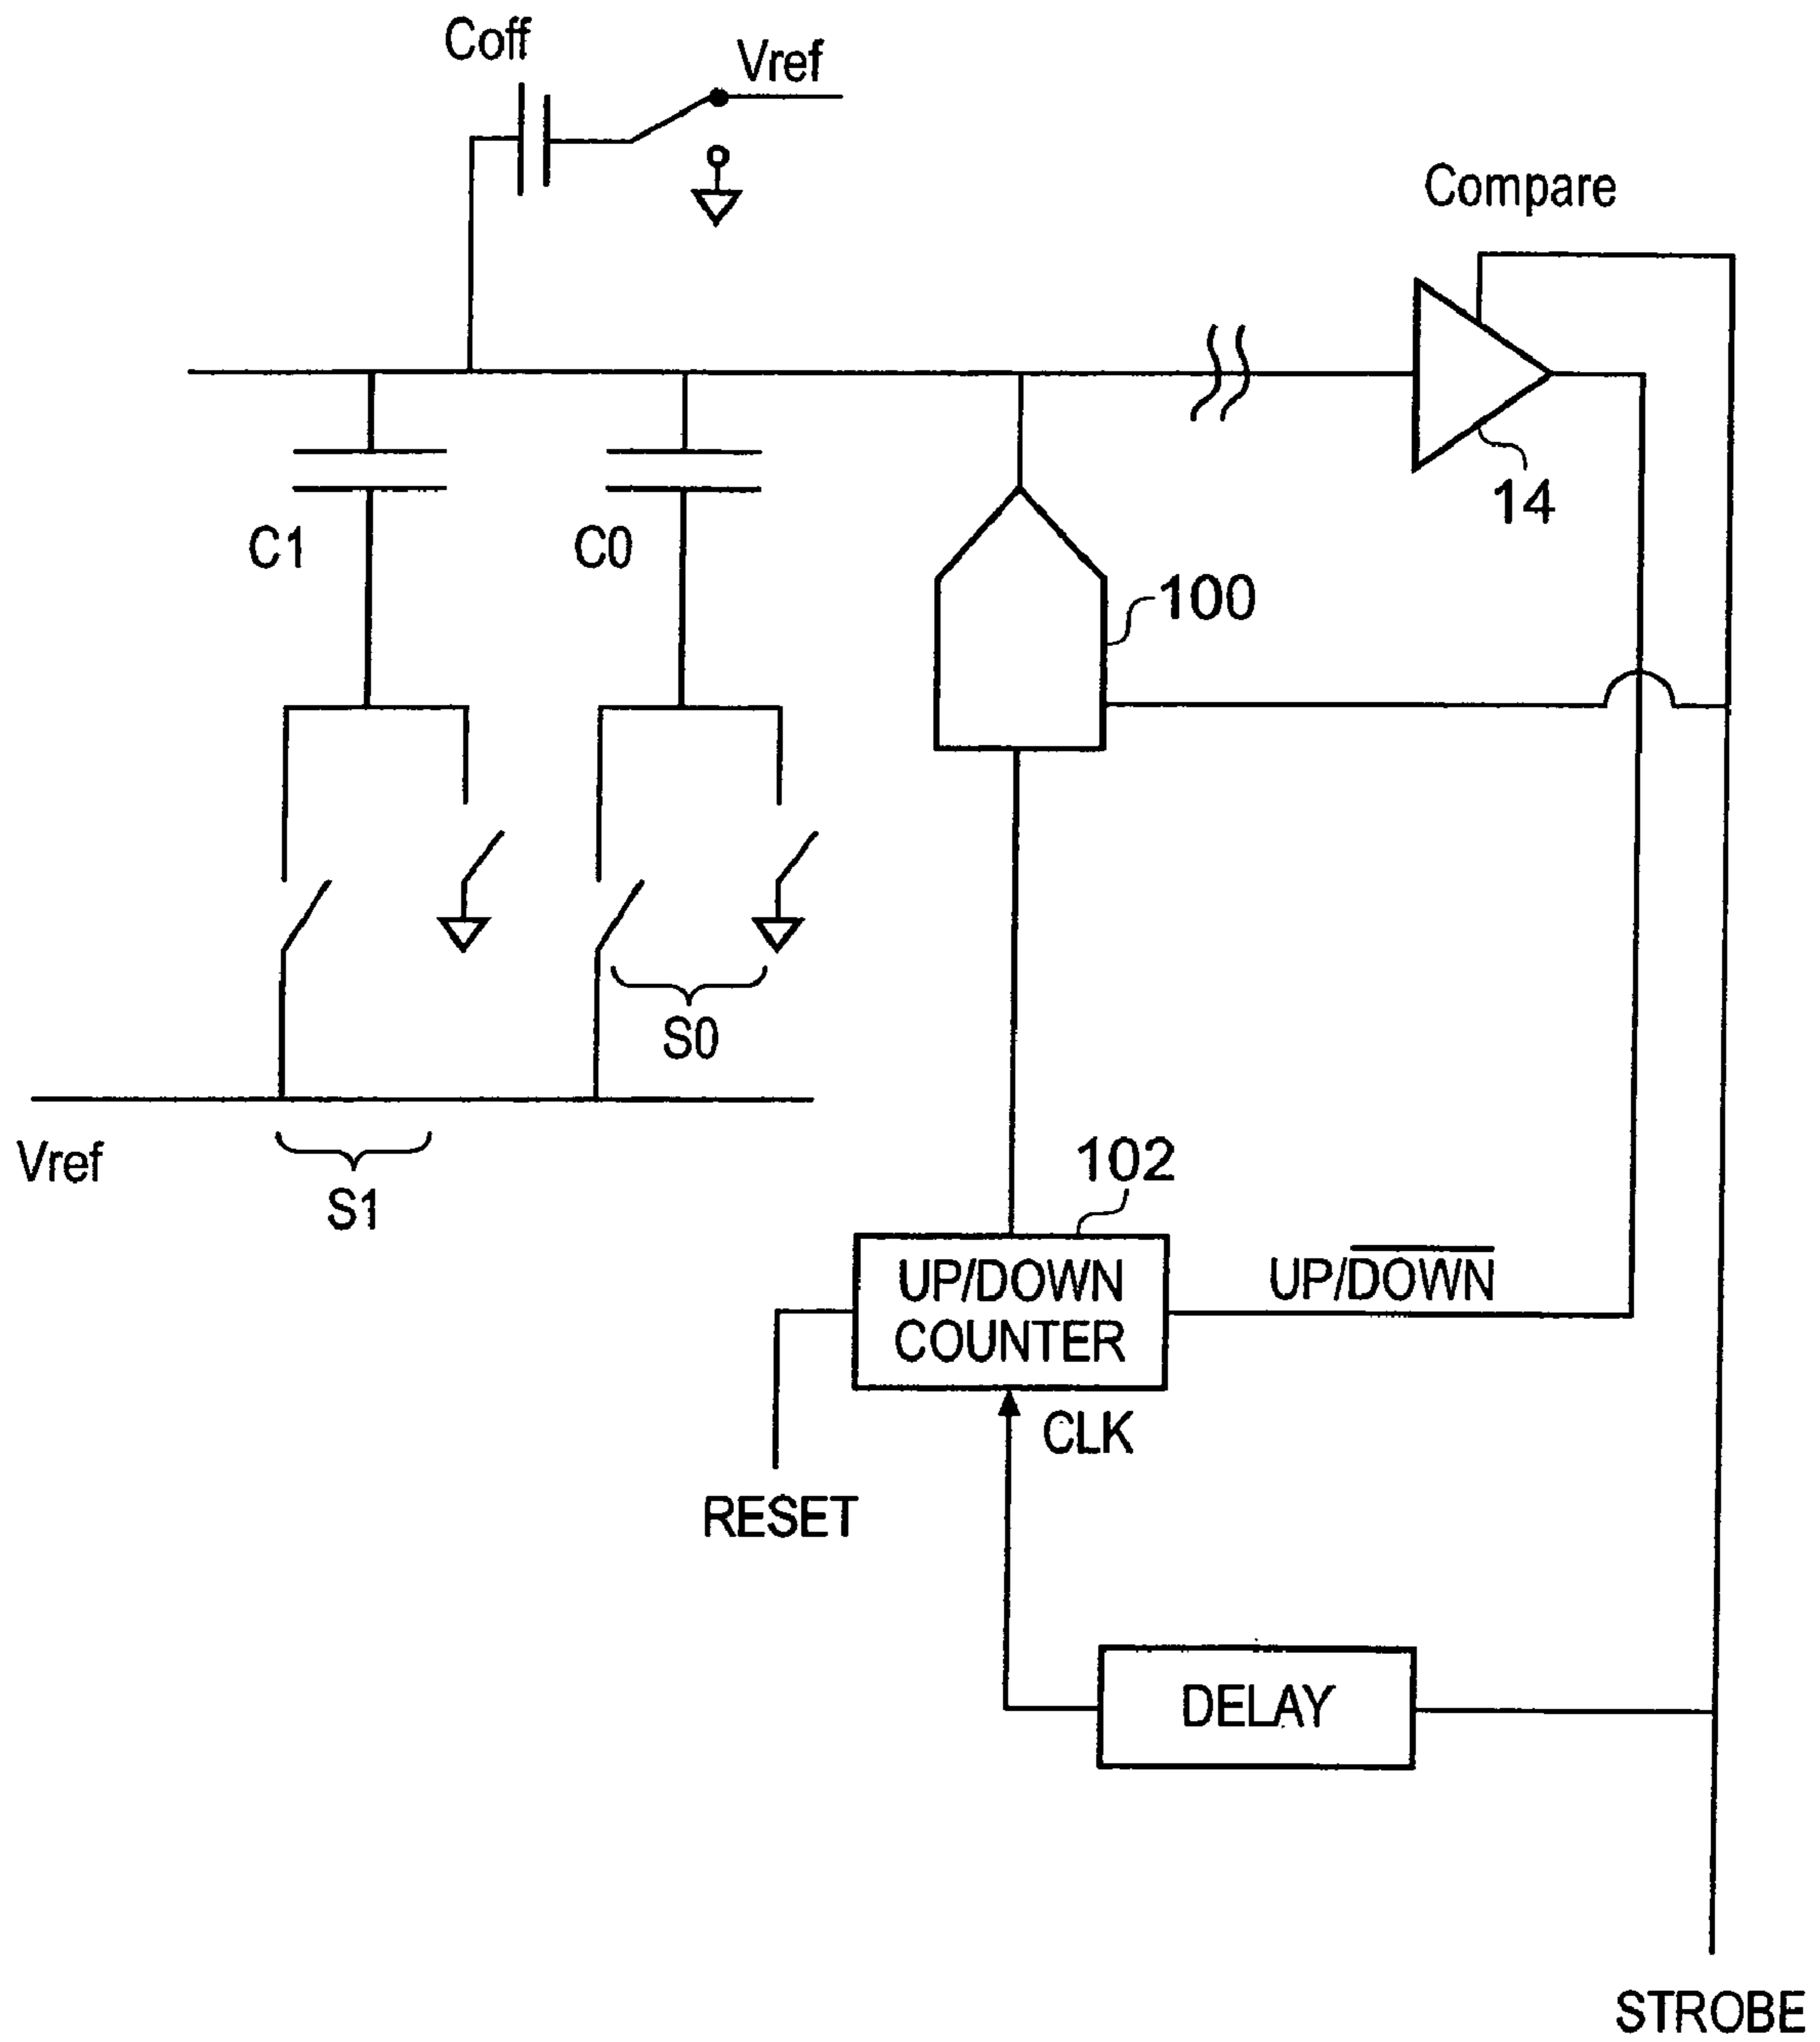 Coff
Vref
Compare
14
C1
C0
100
S0
Vref
S1
102
UP/DOWN
COUNTER
UP/DOWN
CLK
RESET
DELAY
STROBE